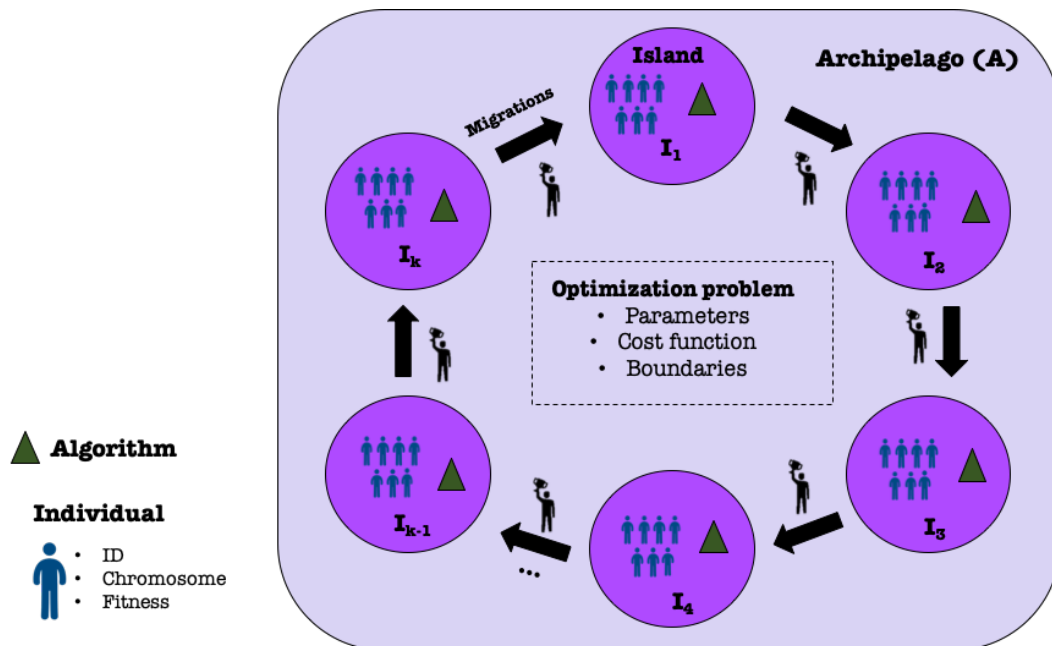 Island
Archipelago (A)
Migrations
I₁
Iₖ
I₂
Optimization problem
• Parameters
• Cost function
• Boundaries
Algorithm
Iₖ₋₁
I₃
Individual
• ID
• Chromosome
• Fitness
...
I₄